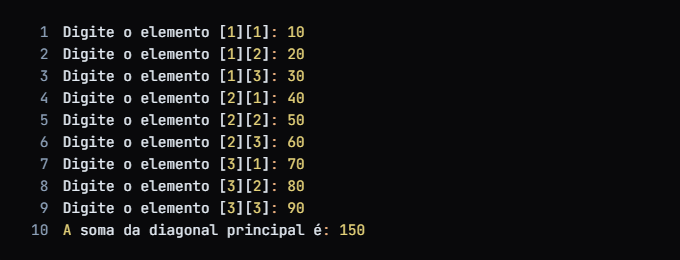 1 Digite o elemento [1][1]: 10
2 Digite o elemento [1][2]: 20
3 Digite o elemento [1][3]: 30
4 Digite o elemento [2][1]: 40
5 Digite o elemento [2][2]: 50
6 Digite o elemento [2][3]: 60
7 Digite o elemento [3][1]: 70
8 Digite o elemento [3][2]: 80
9 Digite o elemento [3][3]: 90
10 A soma da diagonal principal é: 150